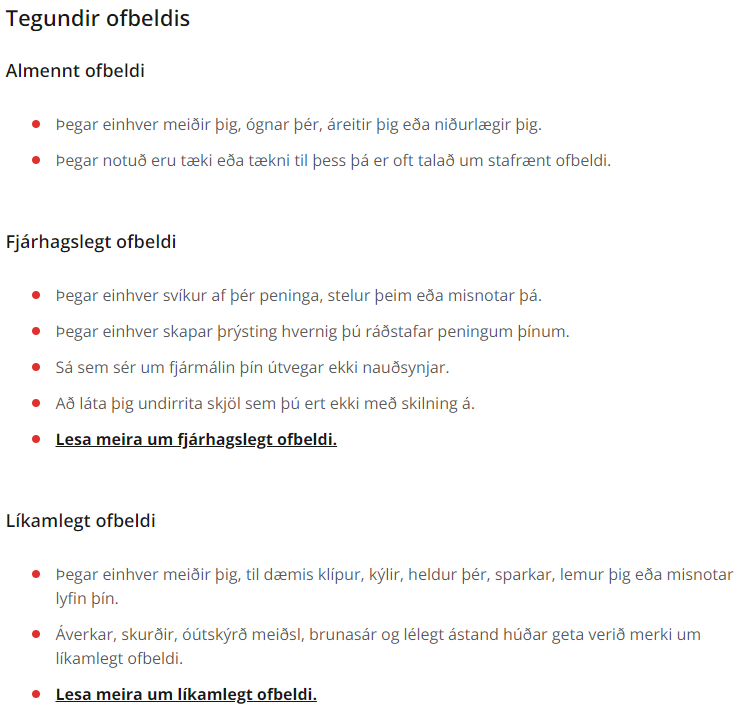 Tegundir ofbeldis
Almennt ofbeldi
Þegar einhver meiðir þig, ógnar þér, áreitir þig eða niðurlægir þig.
Þegar notuð eru tæki eða tækni til þess þá er oft talað um stafrænt ofbeldi.
Fjárhagslegt ofbeldi
Þegar einhver svíkur af þér peninga, stelur þeim eða misnotar þá.
Þegar einhver skapar þrýsting hvernig þú ráðstafar peningum þínum.
Sá sem sér um fjármálin þín útvegar ekki nauðsynjar.
Að láta þig undirrita skjöl sem þú ert ekki með skilning á.
Lesa meira um fjárhagslegt ofbeldi.
Líkamlegt ofbeldi
Þegar einhver meiðir þig, til dæmis klípur, kýlir, heldur þér, sparkar, lemur þig eða misnotar
lyfin þín.
Áverkar, skurðir, óútskýrð meiðsl, brunasár og lélegt ástand húðar geta verið merki um
líkamlegt ofbeldi.
Lesa meira um líkamlegt ofbeldi.